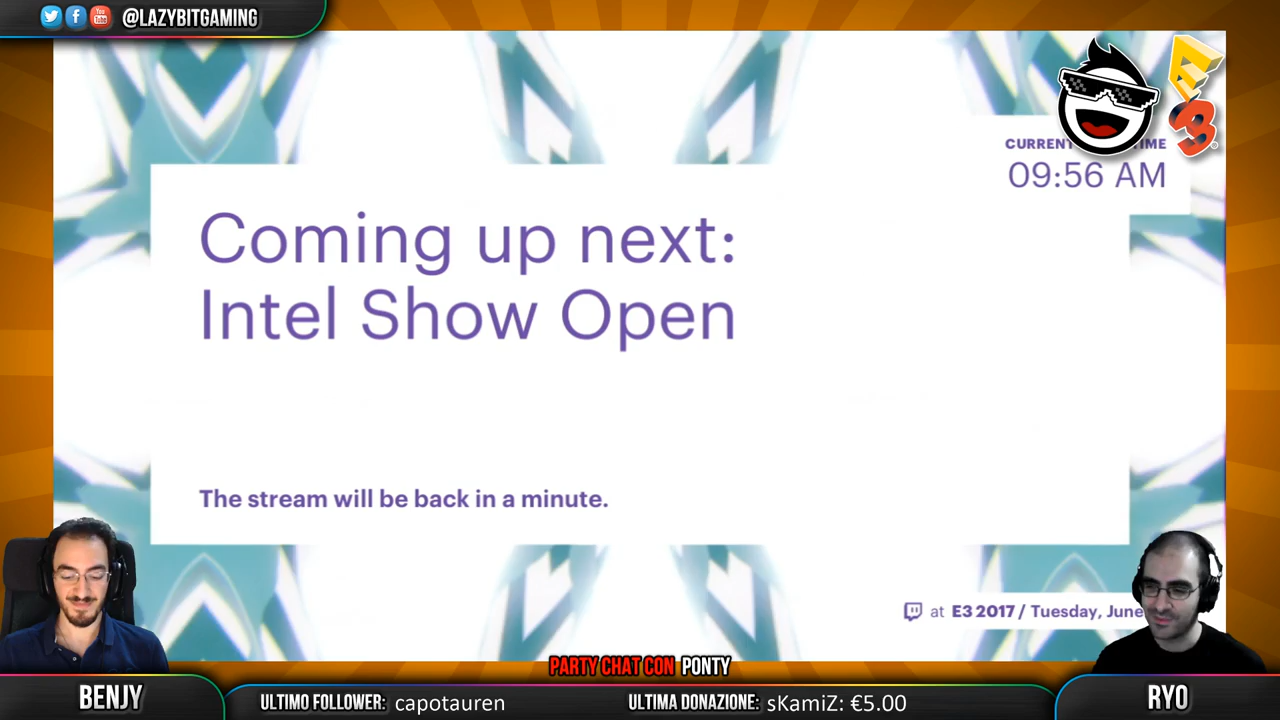 @LAZYBITGAMING
E3
CURRENT TIME
09:56 AM
Coming up next:
Intel Show Open
The stream will be back in a minute.
at E3 2017 / Tuesday, June
PARTY CHAT CON PONTY
BENJY
ULTIMO FOLLOWER: capotauren
ULTIMA DONAZIONE: sKamiZ: €5.00
RYO